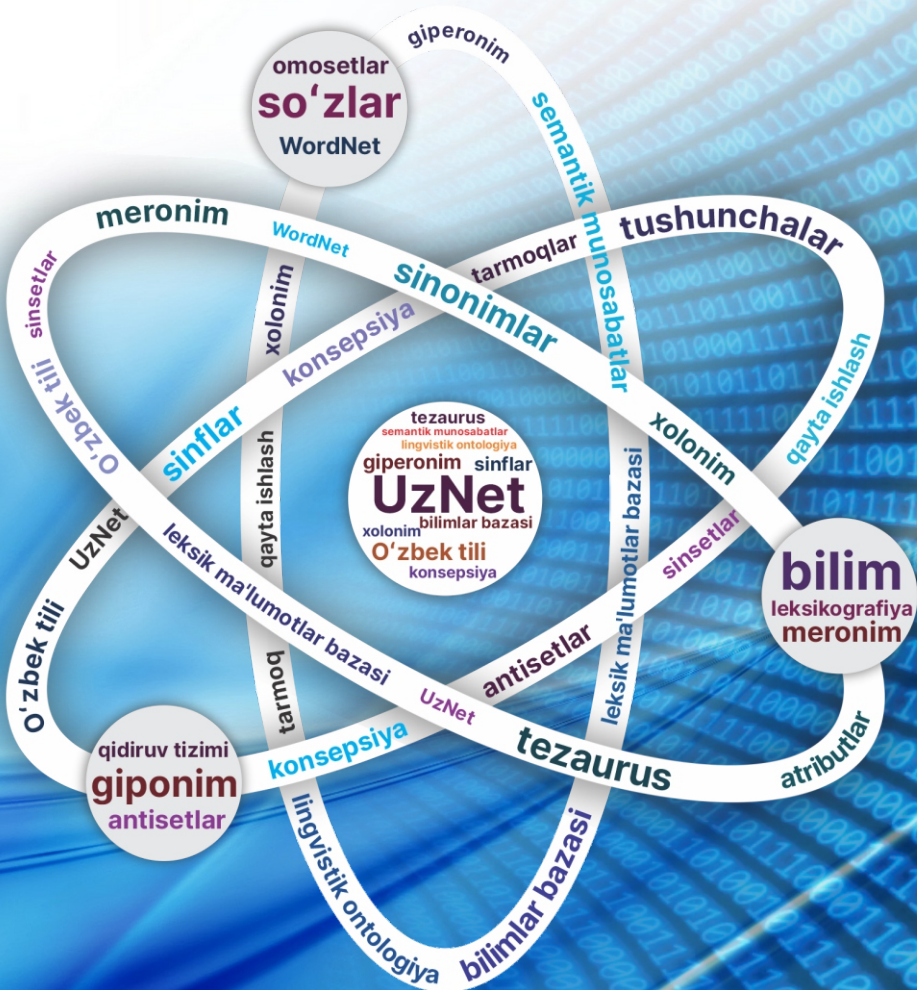 giperonim
omosetlar
so‘zlar
WordNet
semantik munosabatlar
meronim
WordNet
sinonimlar
xolonim
tarmoqlar
tushunchalar
sinsetlar
O‘zbek tili
xolonim
konsepsiya
sinflar
qayta ishlash
qayta ishlash
tezaurus
semantik munosabatlar
lingvistik ontologiya
giperonim sinflar
UzNet
bilimlar bazasi
xolonim
O‘zbek tili
konsepsiya
UzNet
O‘zbek tili
leksik ma'lumotlar bazasi
leksik ma'lumotlar bazasi
sinsetlar
bilim
leksikografiya
meronim
antisetlar
tarmoq
UzNet
tezaurus
atributlar
konsepsiya
qidiruv tizimi
giponim
antisetlar
lingvistik ontologiya
bilimlar bazasi